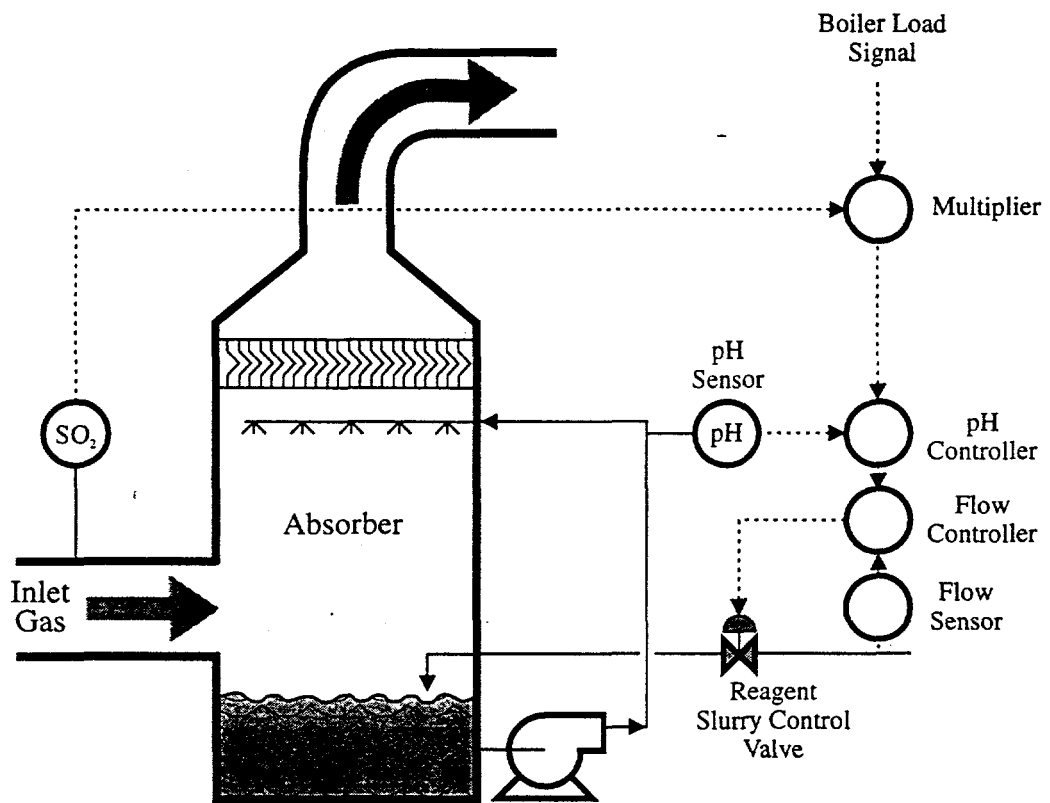 Boiler Load
Signal
Multiplier
pH
Sensor
SO₂
pH
pH
Controller
Absorber
Flow
Controller
Inlet
Gas
Flow
Sensor
Reagent
Slurry Control
Valve